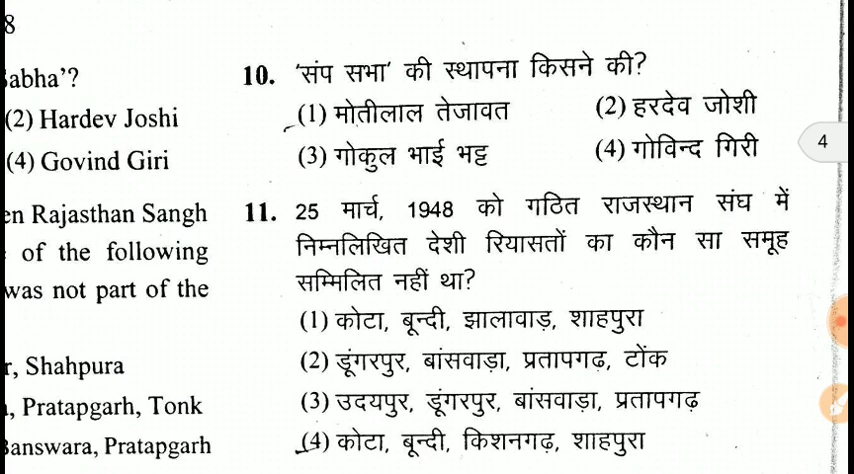 8
Sabha’?
(2) Hardev Joshi
(4) Govind Giri
en Rajasthan Sangh
of the following
was not part of the
r, Shahpura
, Pratapgarh, Tonk
Banswara, Pratapgarh
10. ‘संप सभा’ की स्थापना किसने की?
(1) मोतीलाल तेजावत (2) हरदेव जोशी
(3) गोकुल भाई भट्ट (4) गोविन्द गिरी
11. 25 मार्च, 1948 को गठित राजस्थान संघ में
निम्नलिखित देशी रियासतों का कौन सा समूह
सम्मिलित नहीं था?
(1) कोटा, बून्दी, झालावाड़, शाहपुरा
(2) डूंगरपुर, बांसवाडा, प्रतापगढ, टोंक
(3) उदयपुर, डूंगरपुर, बांसवाडा, प्रतापगढ़
(4) कोटा, बून्दी, किशनगढ़, शाहपुरा
4